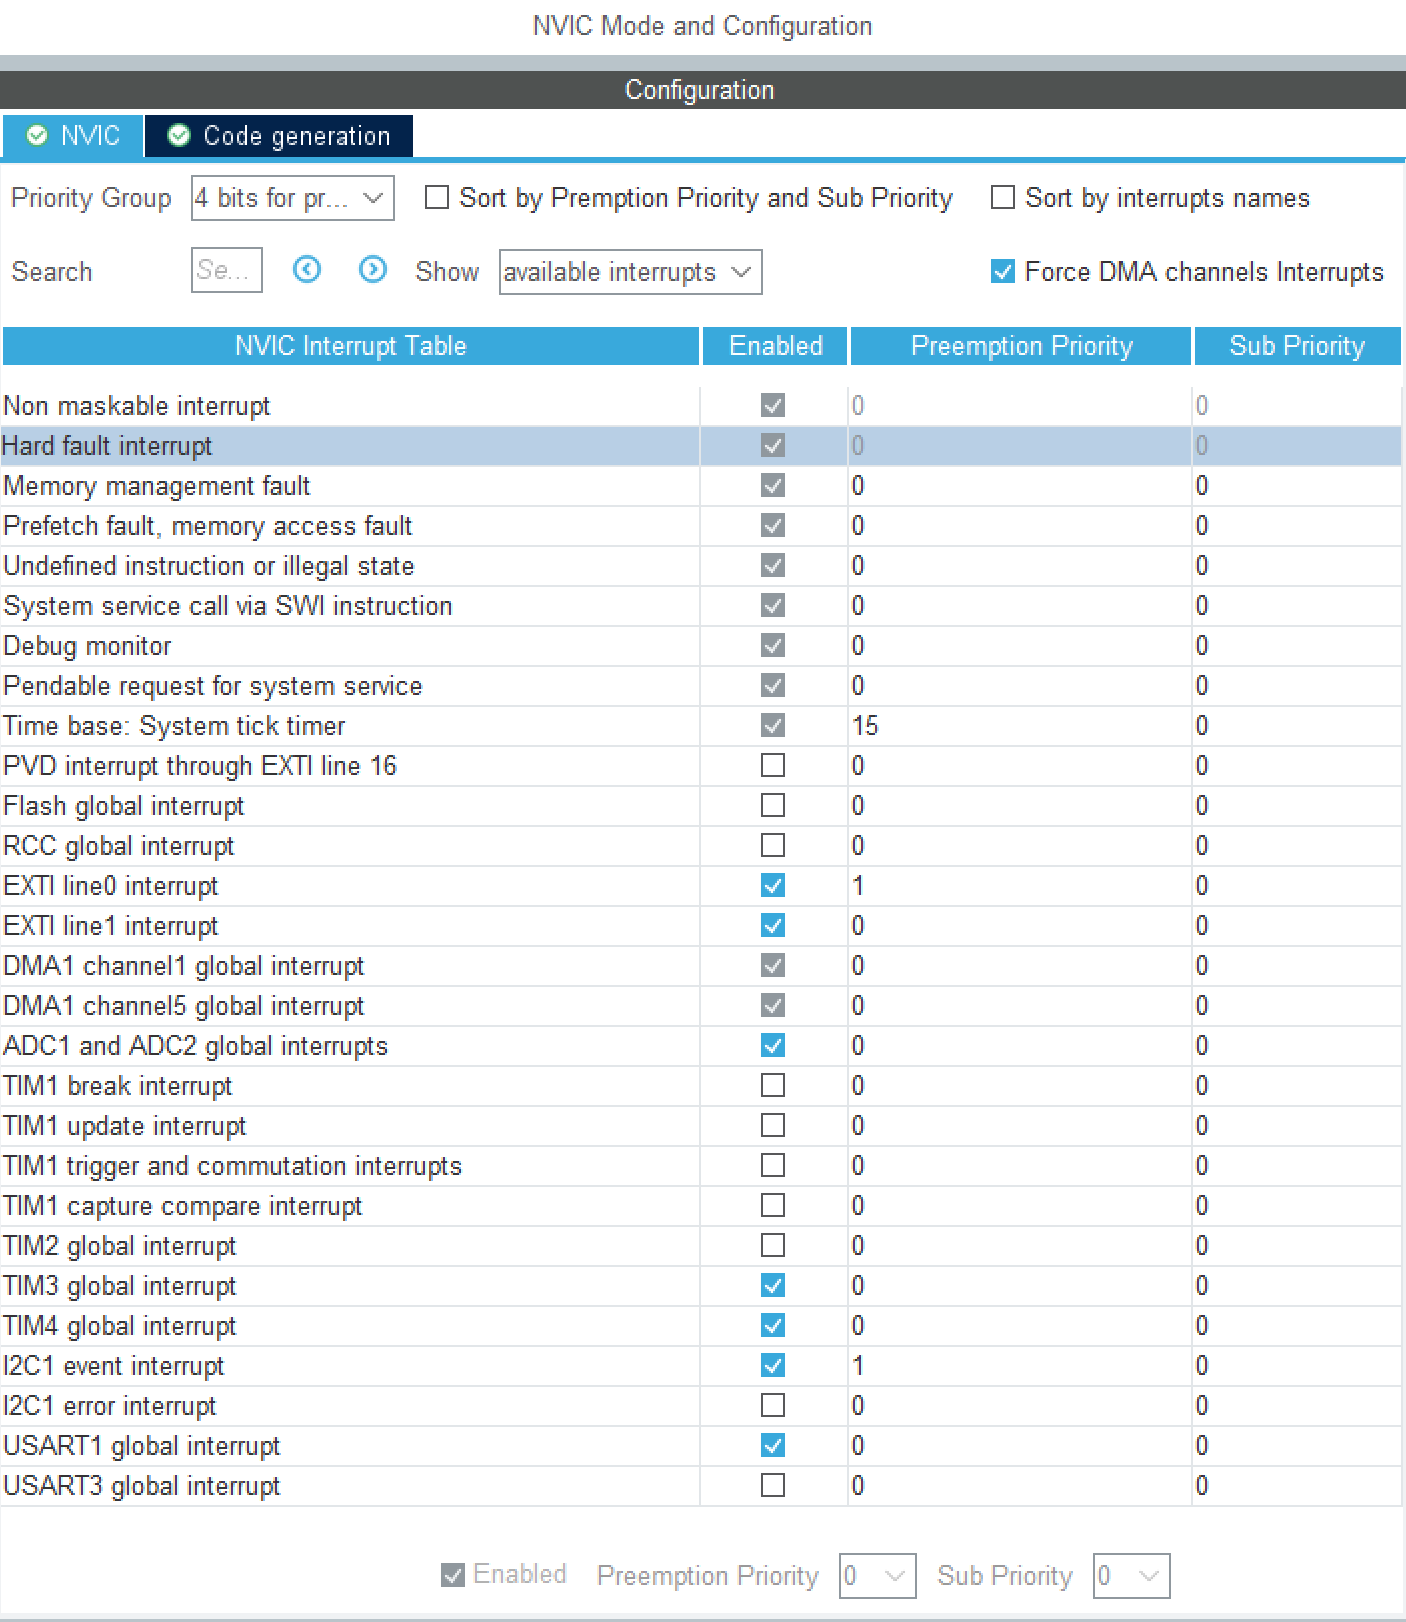 NVIC Mode and Configuration
Configuration
NVIC Code generation
Priority Group 4 bits for pr... Sort by Premption Priority and Sub Priority Sort by interrupts names
Search Se... Show available interrupts Force DMA channels Interrupts
NVIC Interrupt Table Enabled Preemption Priority Sub Priority
Non maskable interrupt 0 0
Hard fault interrupt 0 0
Memory management fault 0 0
Prefetch fault, memory access fault 0 0
Undefined instruction or illegal state 0 0
System service call via SWI instruction 0 0
Debug monitor 0 0
Pendable request for system service 0 0
Time base: System tick timer 15 0
PVD interrupt through EXTI line 16 0 0
Flash global interrupt 0 0
RCC global interrupt 0 0
EXTI line0 interrupt 1 0
EXTI line1 interrupt 0 0
DMA1 channel1 global interrupt 0 0
DMA1 channel5 global interrupt 0 0
ADC1 and ADC2 global interrupts 0 0
TIM1 break interrupt 0 0
TIM1 update interrupt 0 0
TIM1 trigger and commutation interrupts 0 0
TIM1 capture compare interrupt 0 0
TIM2 global interrupt 0 0
TIM3 global interrupt 0 0
TIM4 global interrupt 0 0
I2C1 event interrupt 1 0
I2C1 error interrupt 0 0
USART1 global interrupt 0 0
USART3 global interrupt 0 0
Enabled Preemption Priority 0 Sub Priority 0